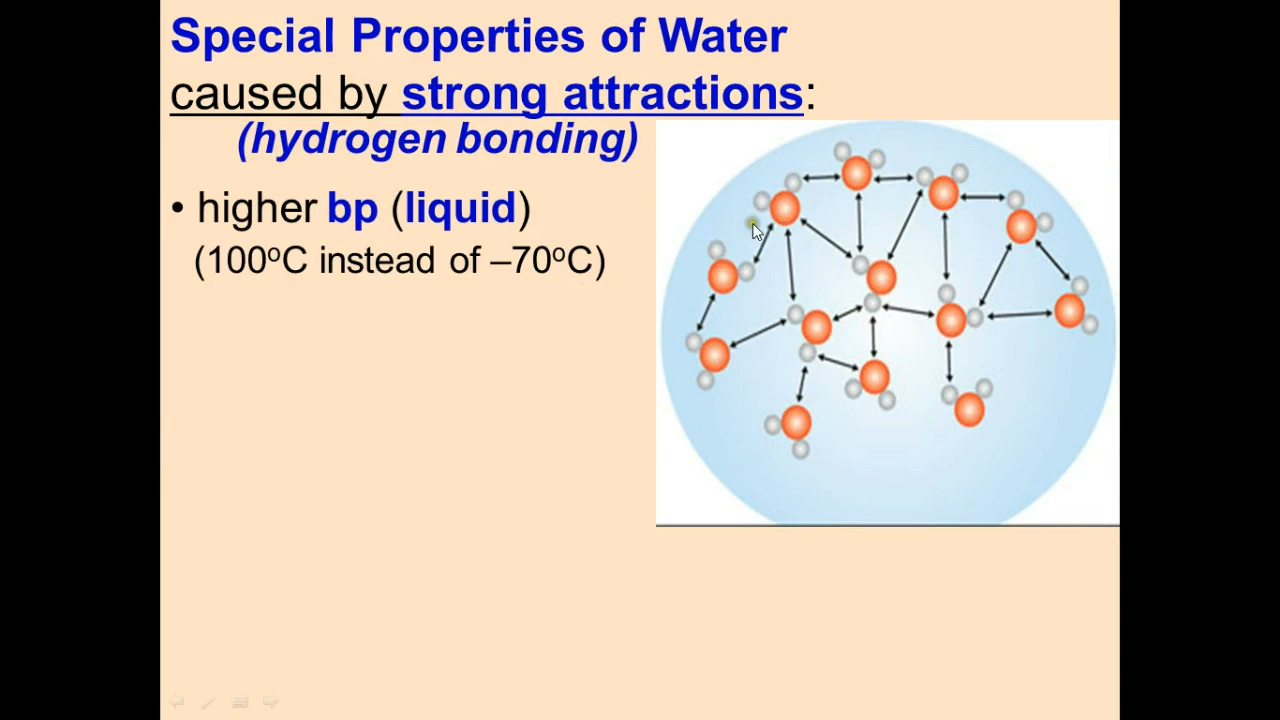 Special Properties of Water
caused by strong attractions:
(hydrogen bonding)
• higher bp (liquid)
(100ºC instead of –70ºC)